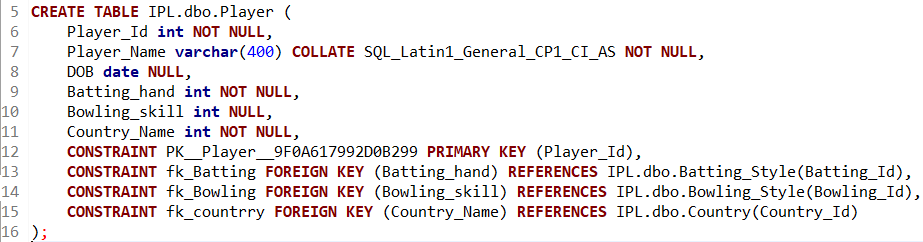 5 CREATE TABLE IPL.dbo.Player (
6 Player_Id int NOT NULL,
7 Player_Name varchar(400) COLLATE SQL_Latin1_General_CP1_CI_AS NOT NULL,
8 DOB date NULL,
9 Batting_hand int NOT NULL,
10 Bowling_skill int NULL,
11 Country_Name int NOT NULL,
12 CONSTRAINT PK__Player__9F0A617992D0B299 PRIMARY KEY (Player_Id),
13 CONSTRAINT fk_Batting FOREIGN KEY (Batting_hand) REFERENCES IPL.dbo.Batting_Style(Batting_Id),
14 CONSTRAINT fk_Bowling FOREIGN KEY (Bowling_skill) REFERENCES IPL.dbo.Bowling_Style(Bowling_Id),
15 CONSTRAINT fk_countrry FOREIGN KEY (Country_Name) REFERENCES IPL.dbo.Country(Country_Id)
16 );